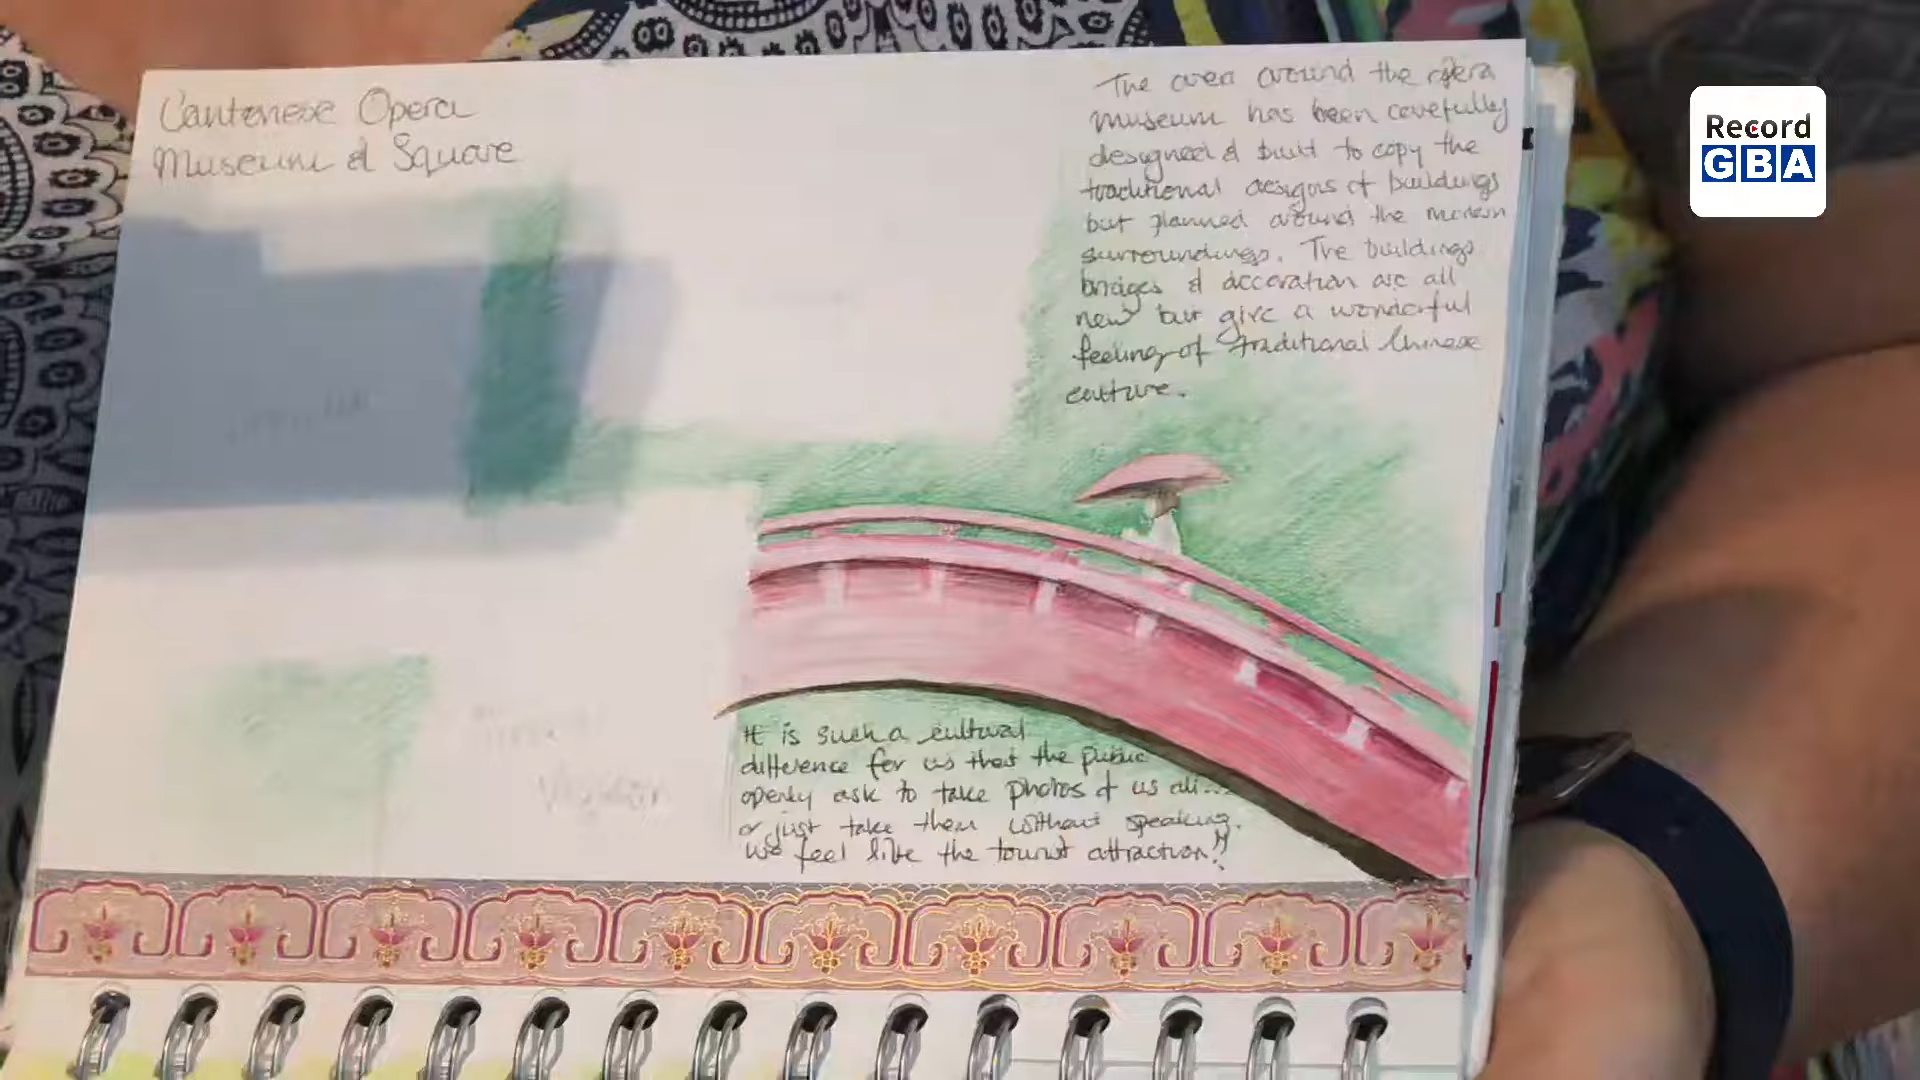 Cantonese Opera
Museum & Square
The area around the opera
museum has been carefully
designed & built to copy the
traditional designs of buildings
but planned around the modern
surroundings. The buildings
bridges & decoration are all
new but give a wonderful
feeling of traditional Chinese
culture.
It is such a cultural
difference for us that the public
openly ask to take photos of us all...
or just take them without speaking.
We feel like the tourist attraction!!
Record
GBA